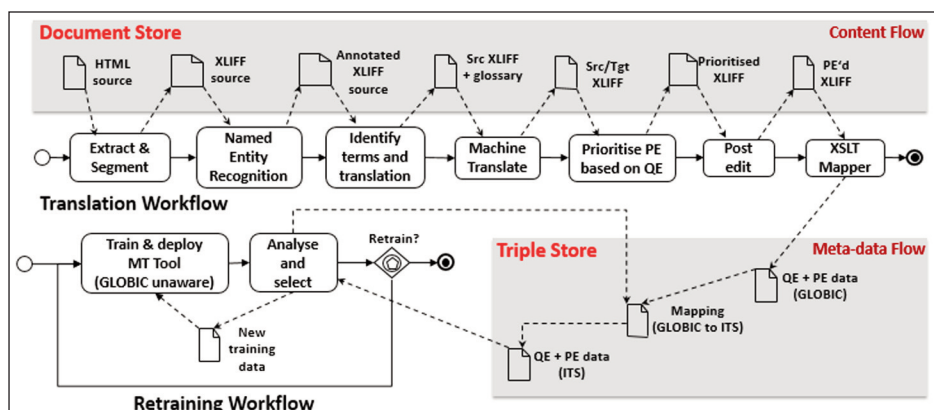 Document Store
Content Flow
HTML
source
XLIFF
source
Annotated
XLIFF
source
Src XLIFF
+ glossary
Src/Tgt
XLIFF
Prioritised
XLIFF
PE'd
XLIFF
Extract &
Segment
Named
Entity
Recognition
Identify
terms and
translation
Machine
Translate
Prioritise PE
based on QE
Post
edit
XSLT
Mapper
Translation Workflow
Train & deploy
MT Tool
(GLOBIC unaware)
Analyse
and
select
Retrain?
New
training
data
Retraining Workflow
Triple Store
Meta-data Flow
QE + PE data
(GLOBIC)
Mapping
(GLOBIC to ITS)
QE + PE data
(ITS)